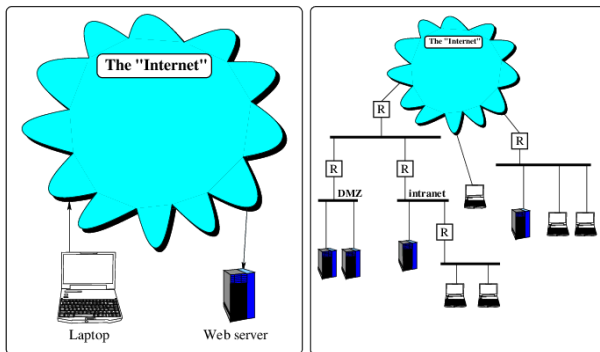 The "Internet"
Laptop
Web server
The "Internet"
R
R
R
R
DMZ
intranet
R